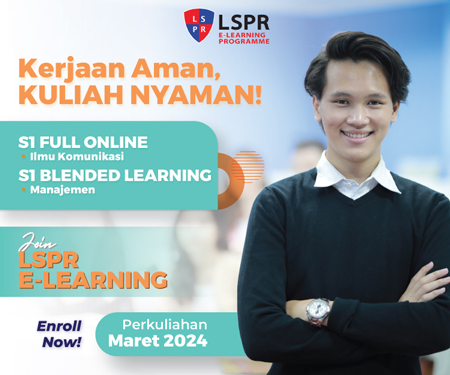 L S
P R
LSPR
E-LEARNING
PROGRAMME
Kerjaan Aman,
KULIAH NYAMAN!
S1 FULL ONLINE
Ilmu Komunikasi
S1 BLENDED LEARNING
Manajemen
Join
LSPR
E-LEARNING
Enroll
Now!
Perkuliahan
Maret 2024